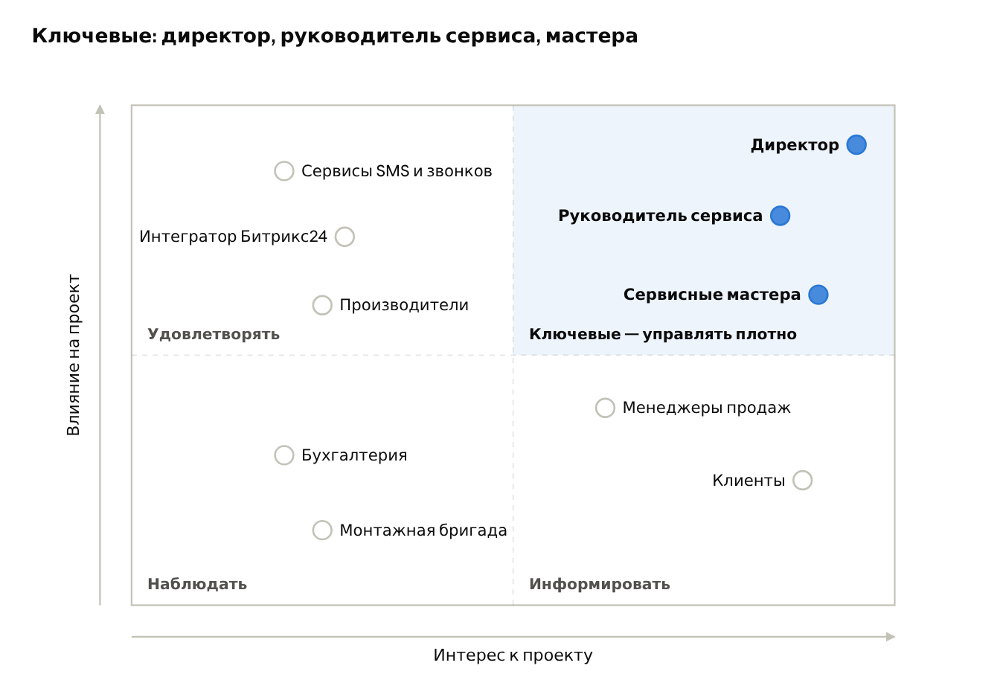 Ключевые: директор, руководитель сервиса, мастера
Директор
Сервисы SMS и звонков
Руководитель сервиса
Интегратор Битрикс24
Сервисные мастера
Производители
Удовлетворять
Ключевые — управлять плотно
Влияние на проект
Менеджеры продаж
Бухгалтерия
Клиенты
Монтажная бригада
Наблюдать
Информировать
Интерес к проекту